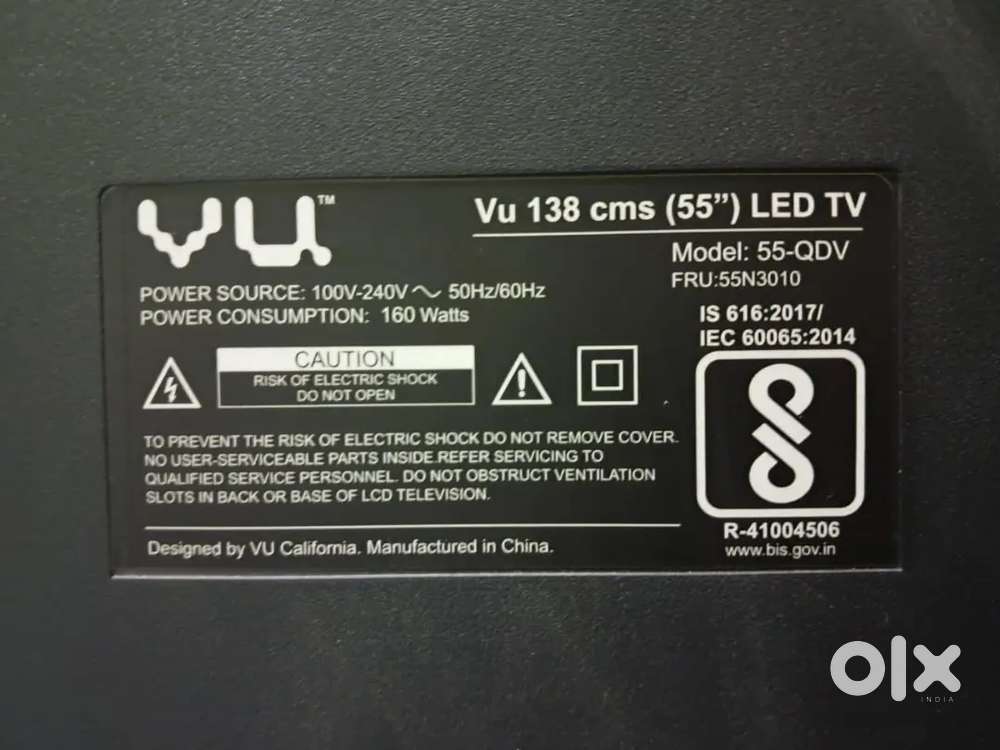 VU™
Vu 138 cms (55”) LED TV
Model: 55-QDV
FRU:55N3010
POWER SOURCE: 100V-240V ～ 50Hz/60Hz
POWER CONSUMPTION: 160 Watts
IS 616:2017/
IEC 60065:2014
CAUTION
RISK OF ELECTRIC SHOCK
DO NOT OPEN
TO PREVENT THE RISK OF ELECTRIC SHOCK DO NOT REMOVE COVER.
NO USER-SERVICEABLE PARTS INSIDE.REFER SERVICING TO
QUALIFIED SERVICE PERSONNEL. DO NOT OBSTRUCT VENTILATION
SLOTS IN BACK OR BASE OF LCD TELEVISION.
R-41004506
www.bis.gov.in
Designed by VU California. Manufactured in China.
olx
INDIA